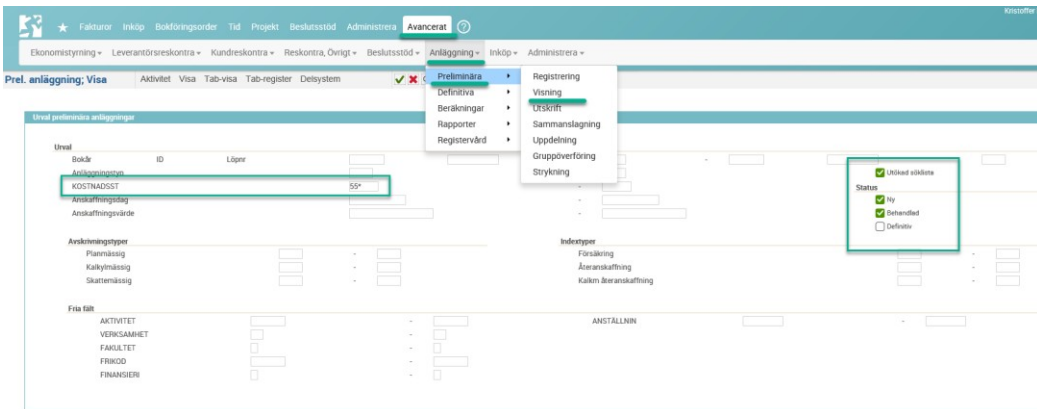 Kristoffer
Fakturor Inköp Bokföringsorder Tid Projekt Beslutsstöd Administrera Avancerat ?
Ekonomistyrning Leverantörsreskontra Kundreskontra Reskontra, Övrigt Beslutsstöd Anläggning Inköp Administrera
Prel. anläggning; Visa Aktivitet Visa Tab-visa Tab-register Delsystem
Preliminära
Definitiva
Beräkningar
Rapporter
Registervård
Registrering
Visning
Utskrift
Sammanslagning
Uppdelning
Gruppöverföring
Strykning
Urval preliminära anläggningar
Urval
Bokår ID Löpnr -
Anläggningstyp
KOSTNADSST 55* -
Anskaffningsdag -
Anskaffningsvärde -
Utökad söklista
Status
Ny
Behandlad
Definitiv
Avskrivningstyper
Planmässig -
Kalkylmässig -
Skattemässig -
Indextyper
Försäkring -
Återanskaffning -
Kalkm återanskaffning -
Fria fält
AKTIVITET - ANSTÄLLNIN -
VERKSAMHET -
FAKULTET -
FRIKOD -
FINANSIERI -